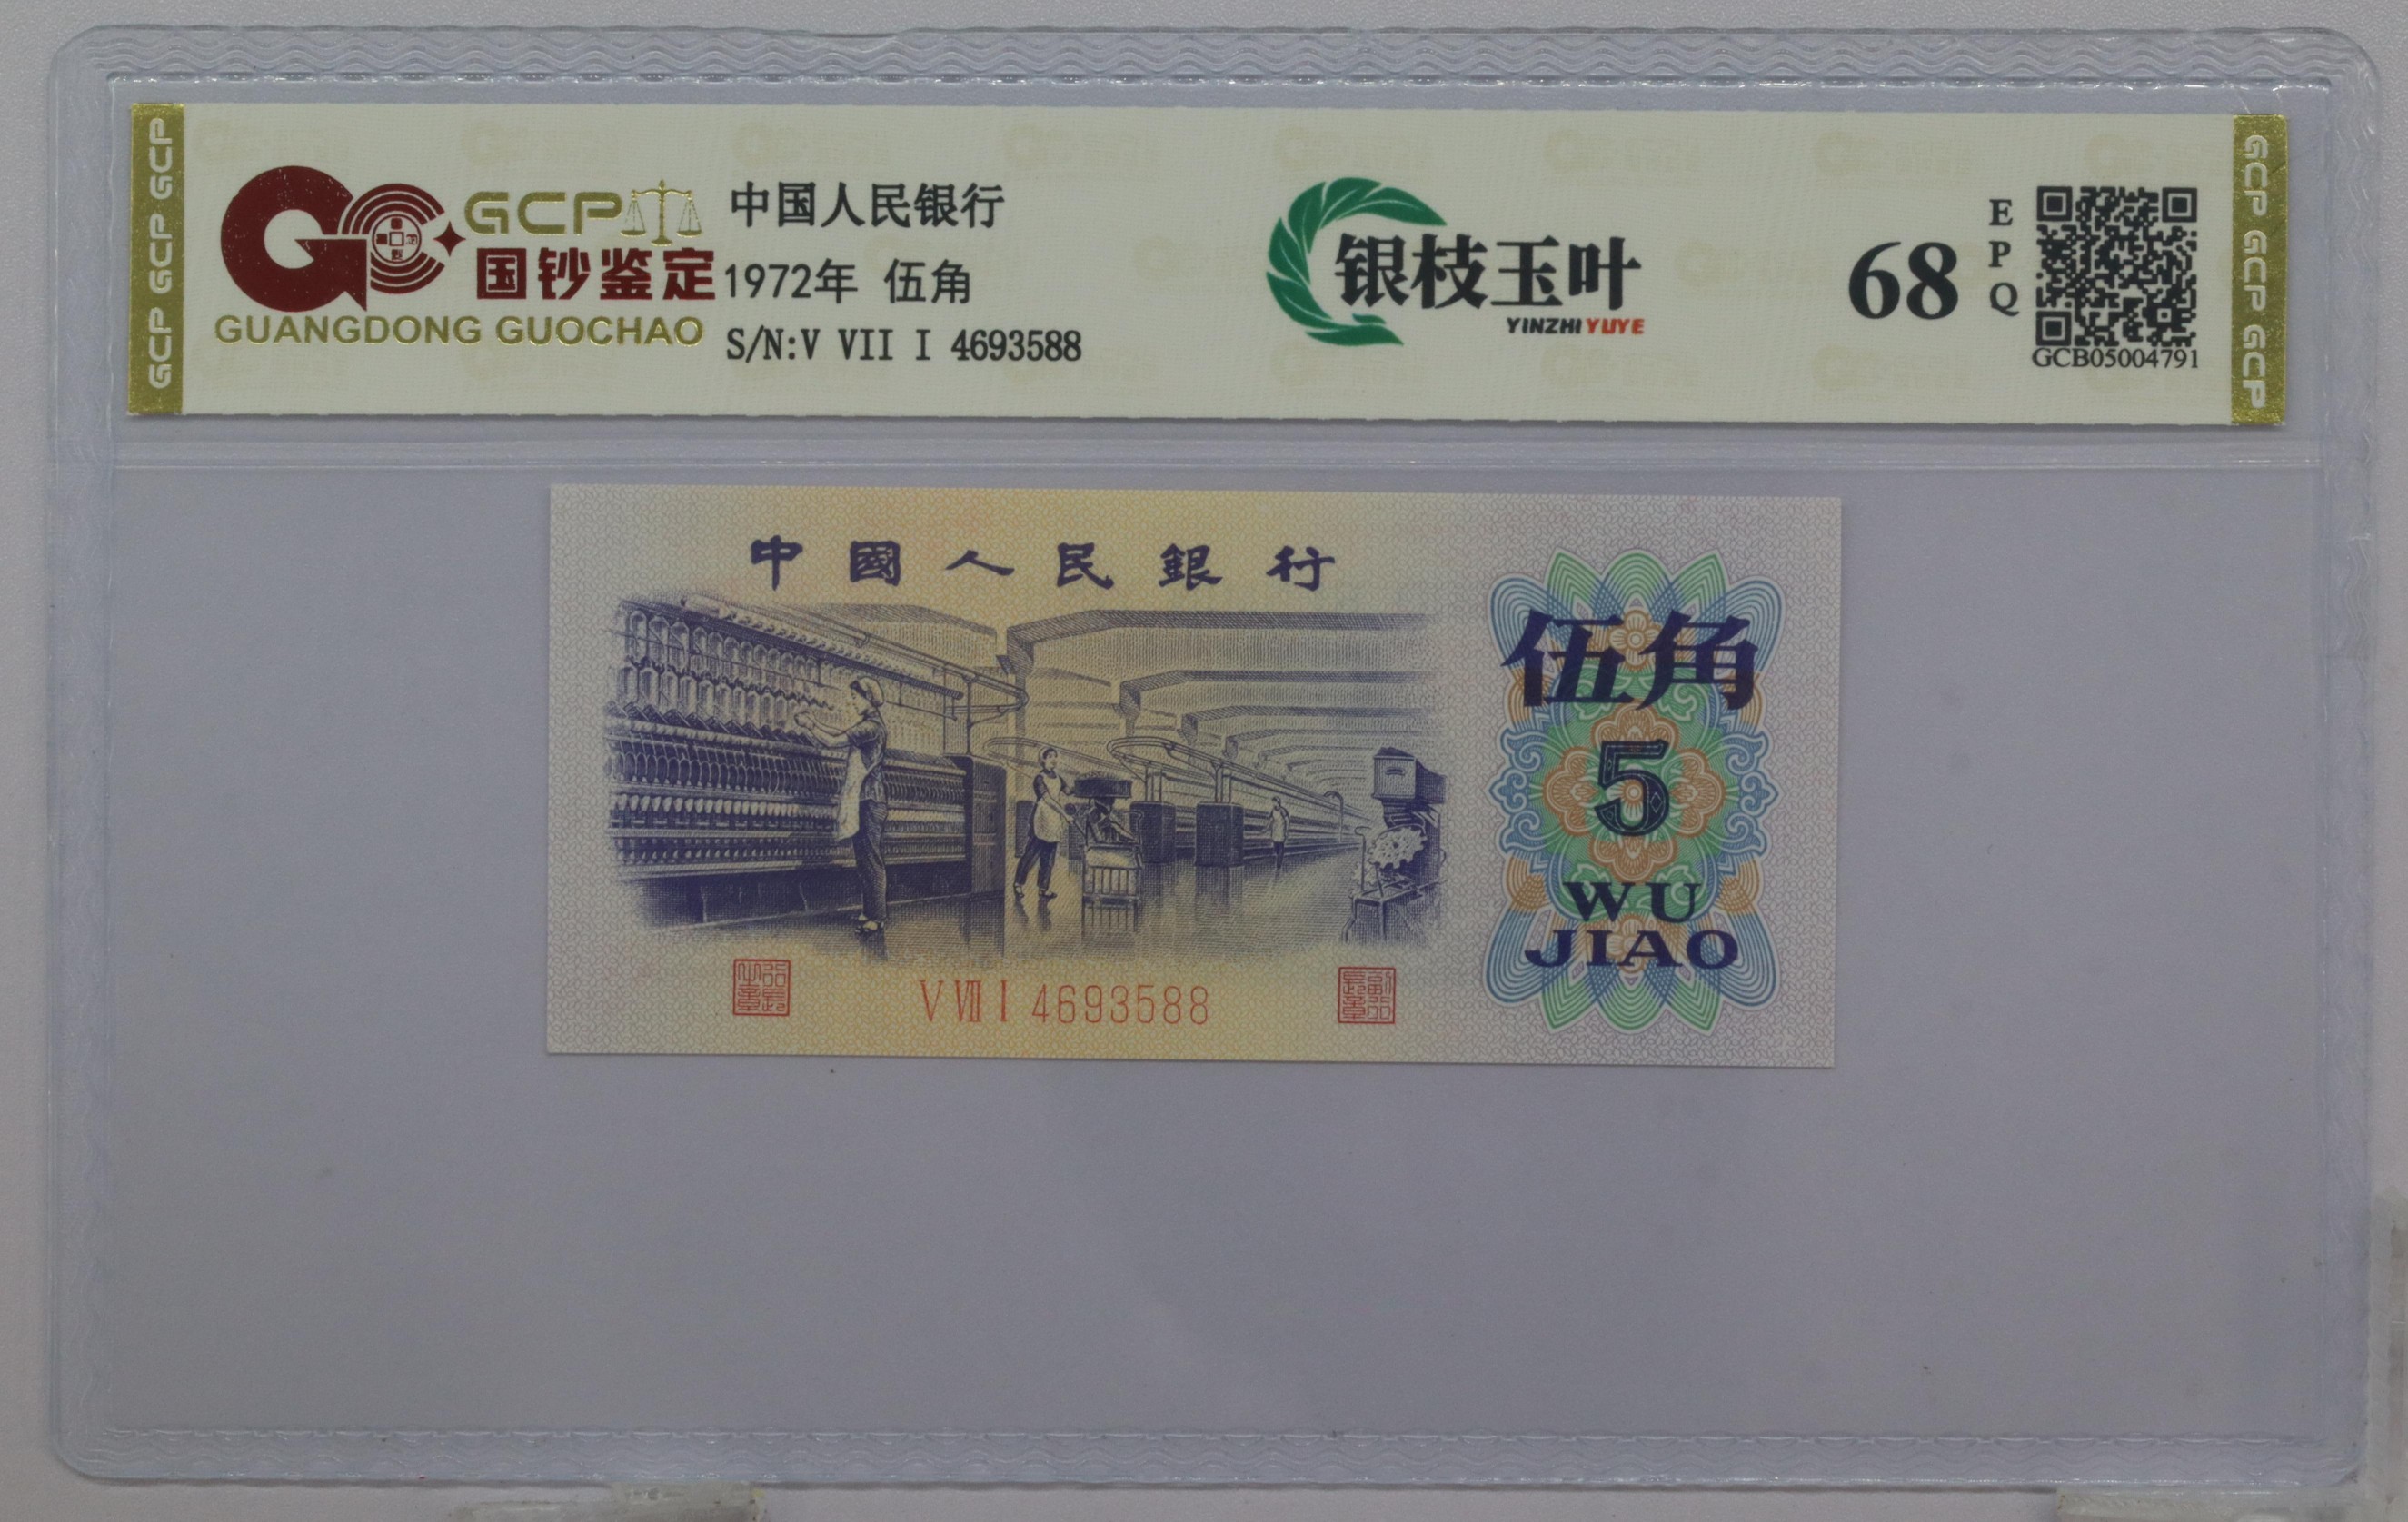 GCP GCP GCP
GCP
国钞鉴定
GUANGDONG GUOCHAO
中国人民银行
1972年 伍角
S/N:V VII I 4693588
银枝玉叶
YINZHI YUYE
68
EPQ
GCB05004791
GCP GCP GCP
中國人民銀行
伍角
5
WU
JIAO
V VII I 4693588